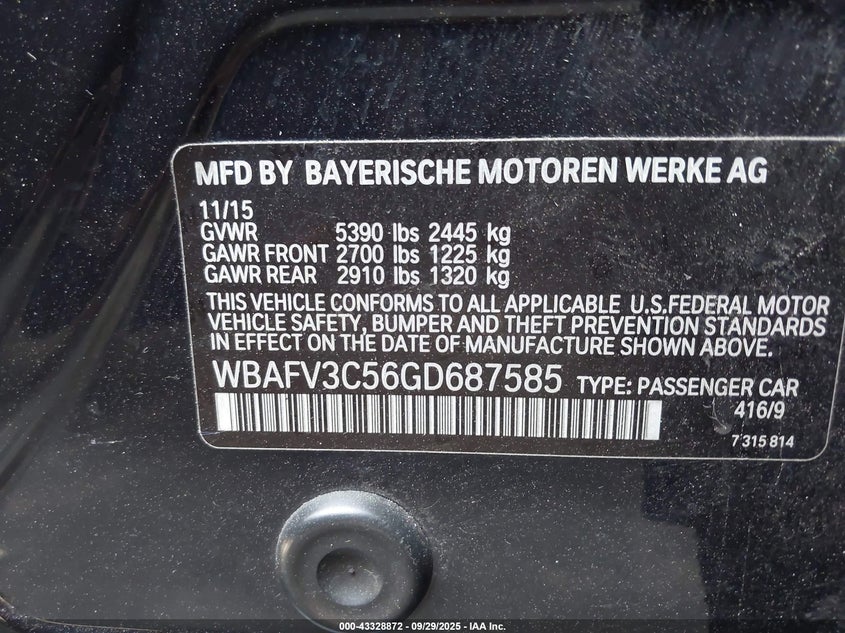 MFD BY BAYERISCHE MOTOREN WERKE AG
11/15
GVWR 5390 lbs 2445 kg
GAWR FRONT 2700 lbs 1225 kg
GAWR REAR 2910 lbs 1320 kg
THIS VEHICLE CONFORMS TO ALL APPLICABLE U.S.FEDERAL MOTOR
VEHICLE SAFETY, BUMPER AND THEFT PREVENTION STANDARDS
IN EFFECT ON THE DATE OF MANUFACTURE SHOWN ABOVE.
WBAFV3C56GD687585 TYPE: PASSENGER CAR
416/9
7 315 814
000-43328872 - 09/29/2025 - IAA Inc.